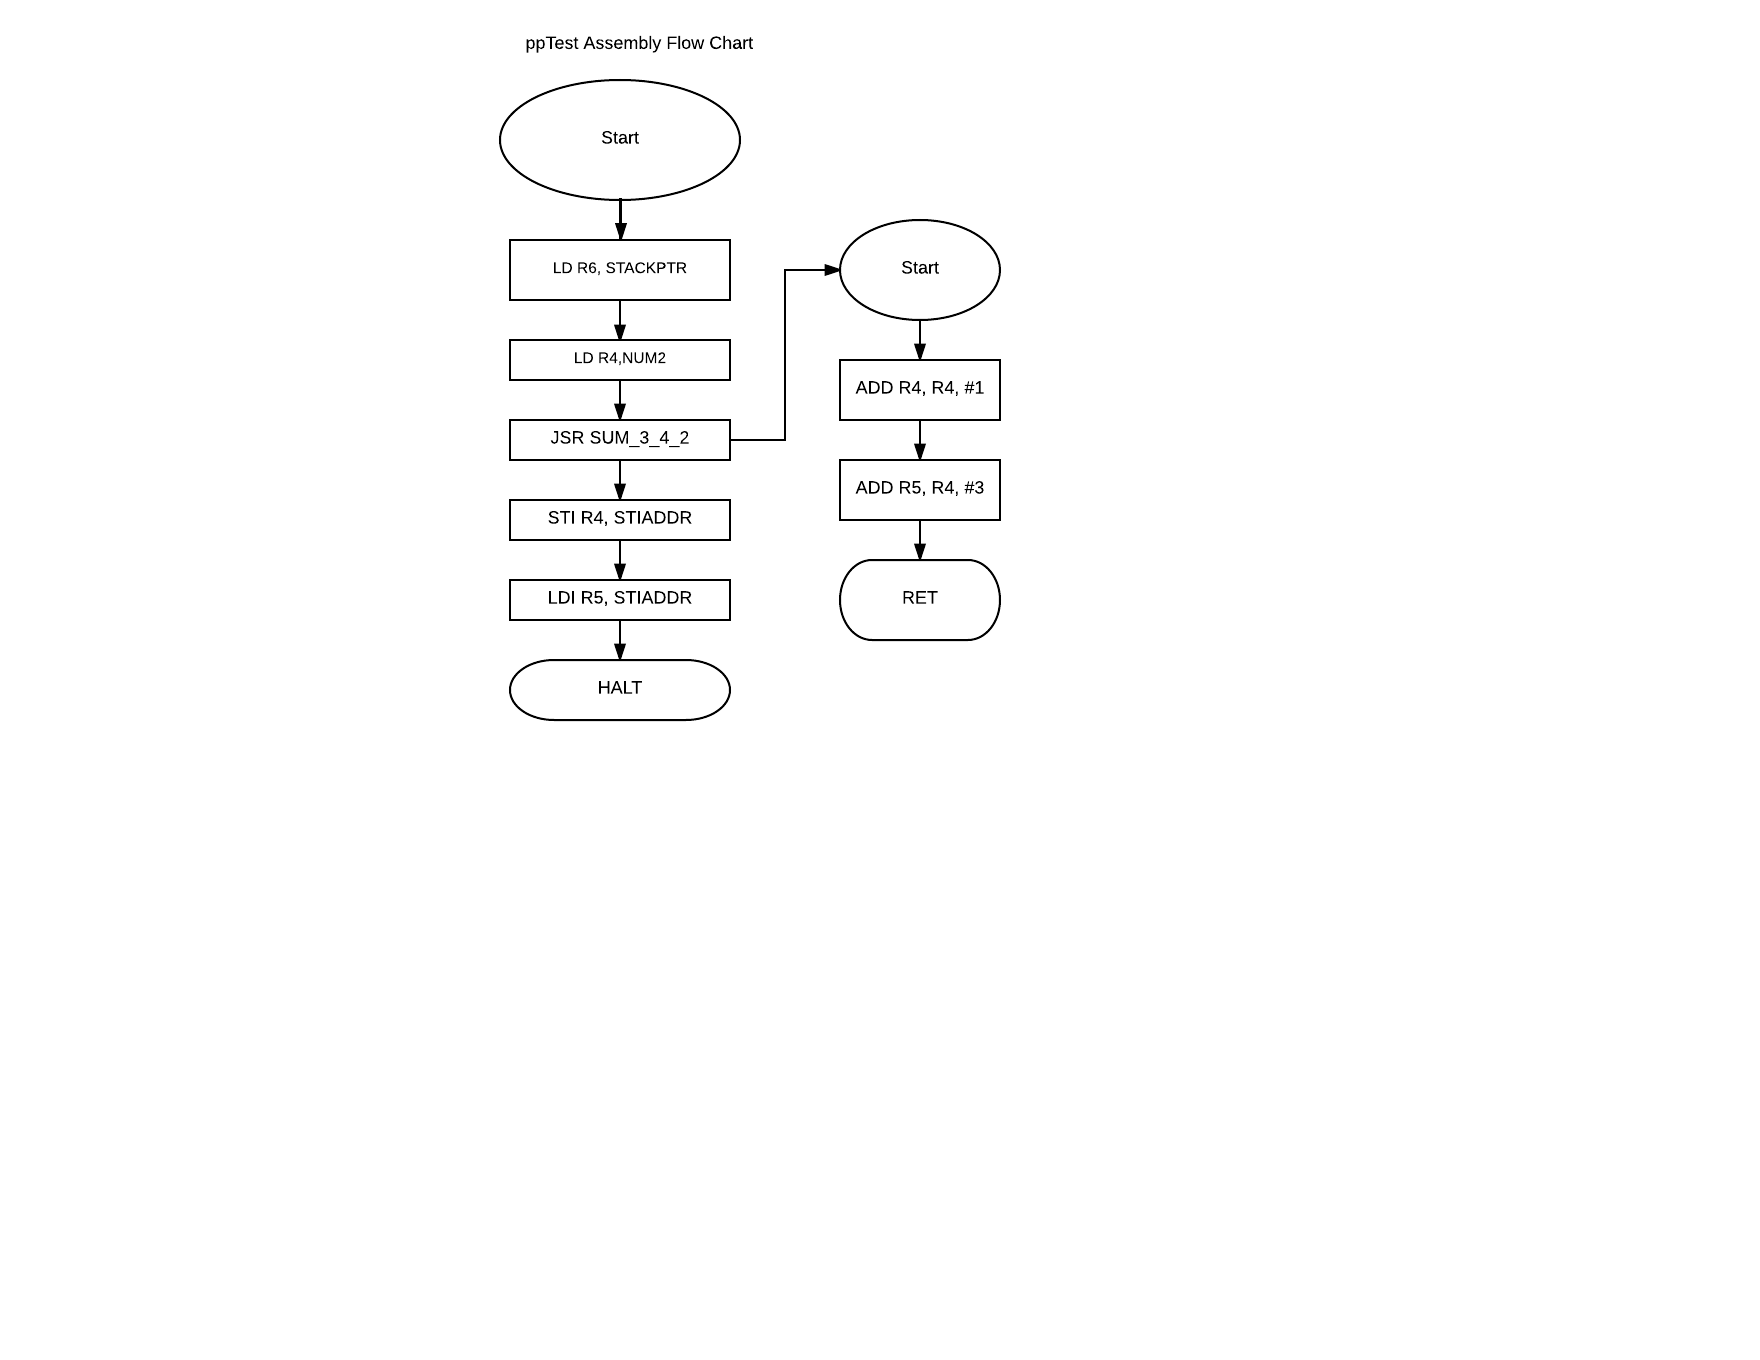 ppTest Assembly Flow Chart
Start
LD R6, STACKPTR
LD R4,NUM2
JSR SUM_3_4_2
STI R4, STIADDR
LDI R5, STIADDR
HALT
Start
ADD R4, R4, #1
ADD R5, R4, #3
RET